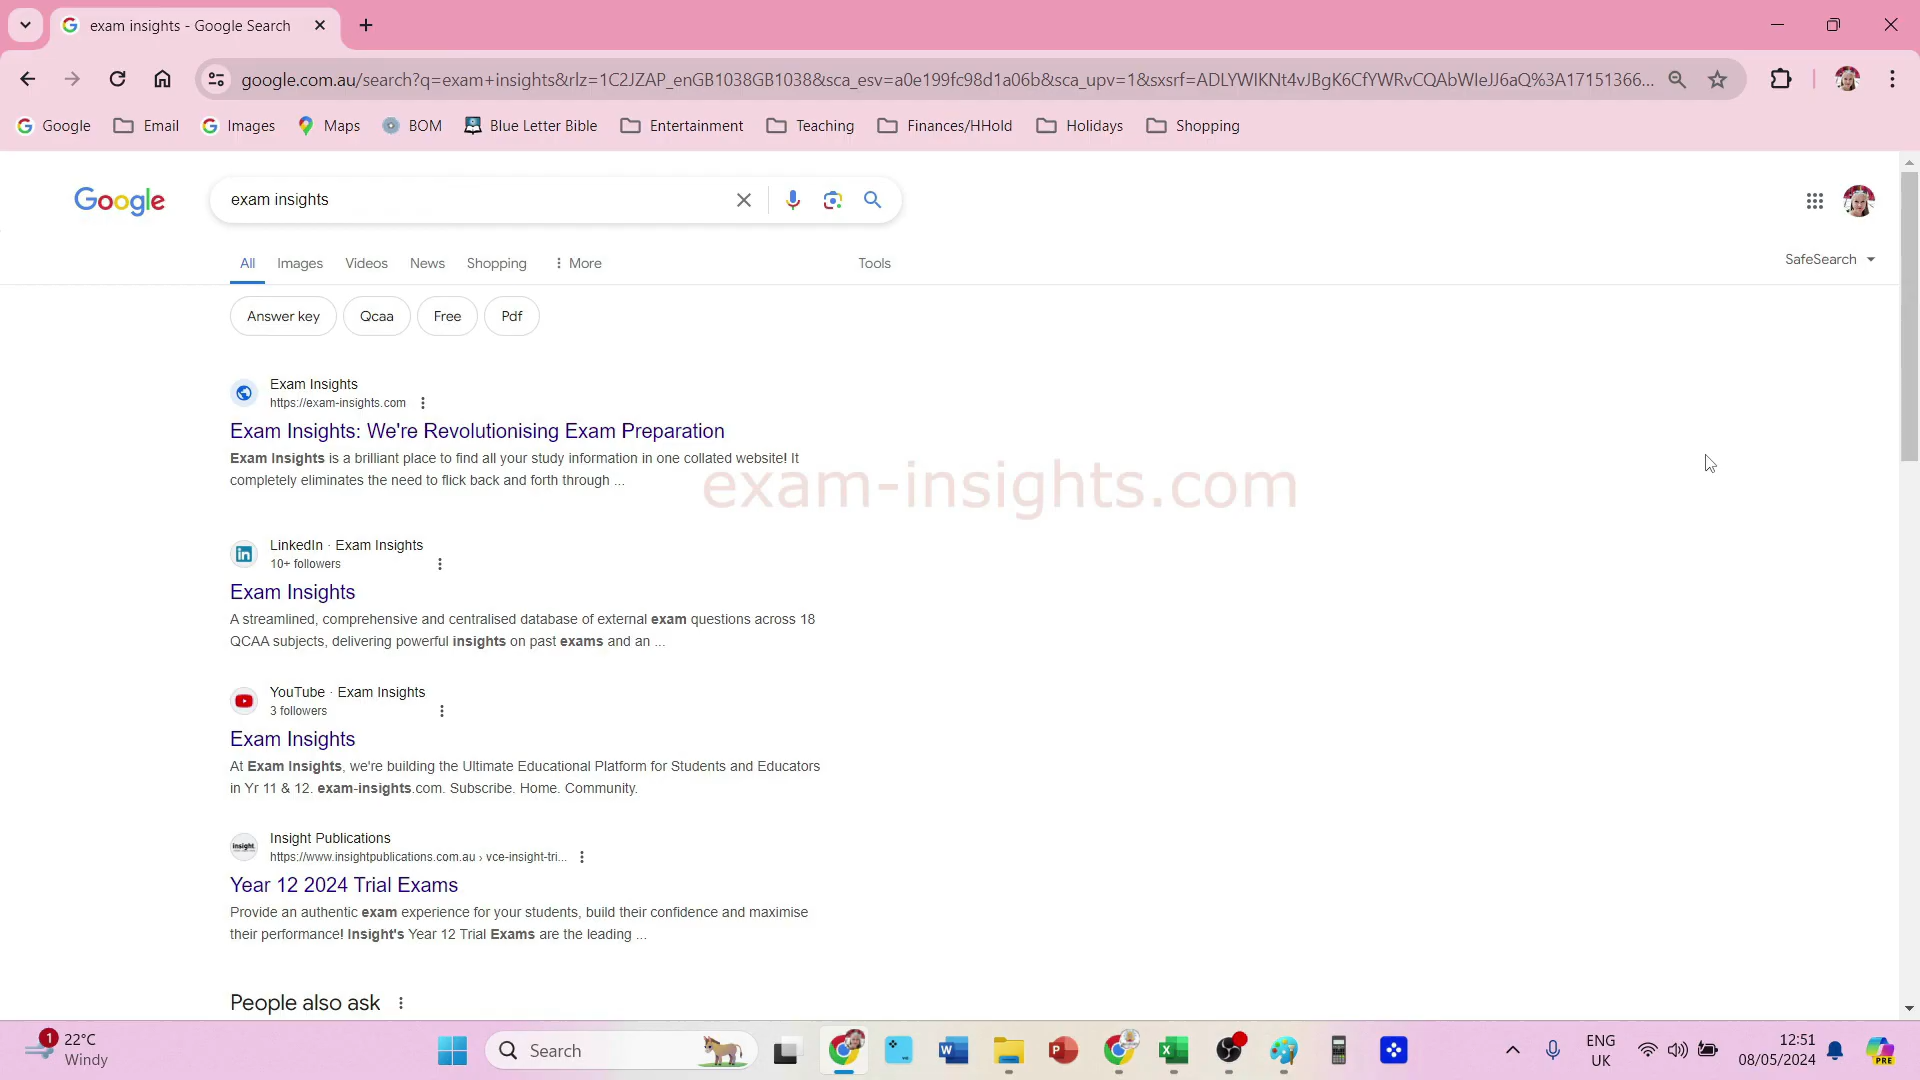 exam insights - Google Search
google.com.au/search?q=exam+insights&rlz=1C2JZAP_enGB1038GB1038&sca_esv=a0e199fc98d1a06b&sca_upv=1&sxsrf=ADLYWIKNt4vJBgK6CfYWRvCQAbWIeJJ6aQ%3A17151366...
Google Email Images Maps BOM Blue Letter Bible Entertainment Teaching Finances/HHold Holidays Shopping
Google exam insights
All Images Videos News Shopping More Tools SafeSearch
Answer key Qcaa Free Pdf
Exam Insights
https://exam-insights.com
Exam Insights: We're Revolutionising Exam Preparation
Exam Insights is a brilliant place to find all your study information in one collated website! It
completely eliminates the need to flick back and forth through ...
exam-insights.com
LinkedIn · Exam Insights
10+ followers
Exam Insights
A streamlined, comprehensive and centralised database of external exam questions across 18
QCAA subjects, delivering powerful insights on past exams and an ...
YouTube · Exam Insights
3 followers
Exam Insights
At Exam Insights, we're building the Ultimate Educational Platform for Students and Educators
in Yr 11 & 12. exam-insights.com. Subscribe. Home. Community.
insight.
Insight Publications
https://www.insightpublications.com.au › vce-insight-tri...
Year 12 2024 Trial Exams
Provide an authentic exam experience for your students, build their confidence and maximise
their performance! Insight's Year 12 Trial Exams are the leading ...
People also ask
1 22°C
Windy
Search
ENG
UK
12:51
08/05/2024
PRE